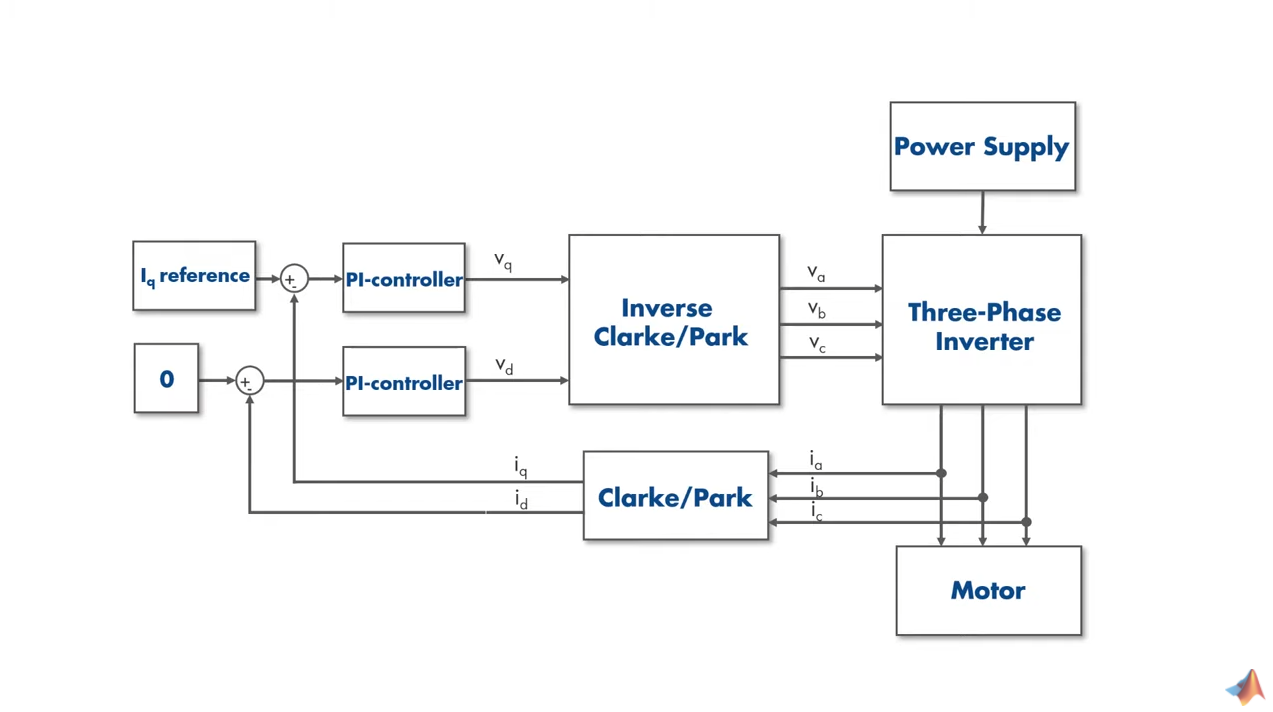 Power Supply
I_q reference
+
-
PI-controller
v_q
Inverse
Clarke/Park
v_a
v_b
v_c
Three-Phase
Inverter
0
+
-
PI-controller
v_d
i_q
i_d
Clarke/Park
i_a
i_b
i_c
Motor